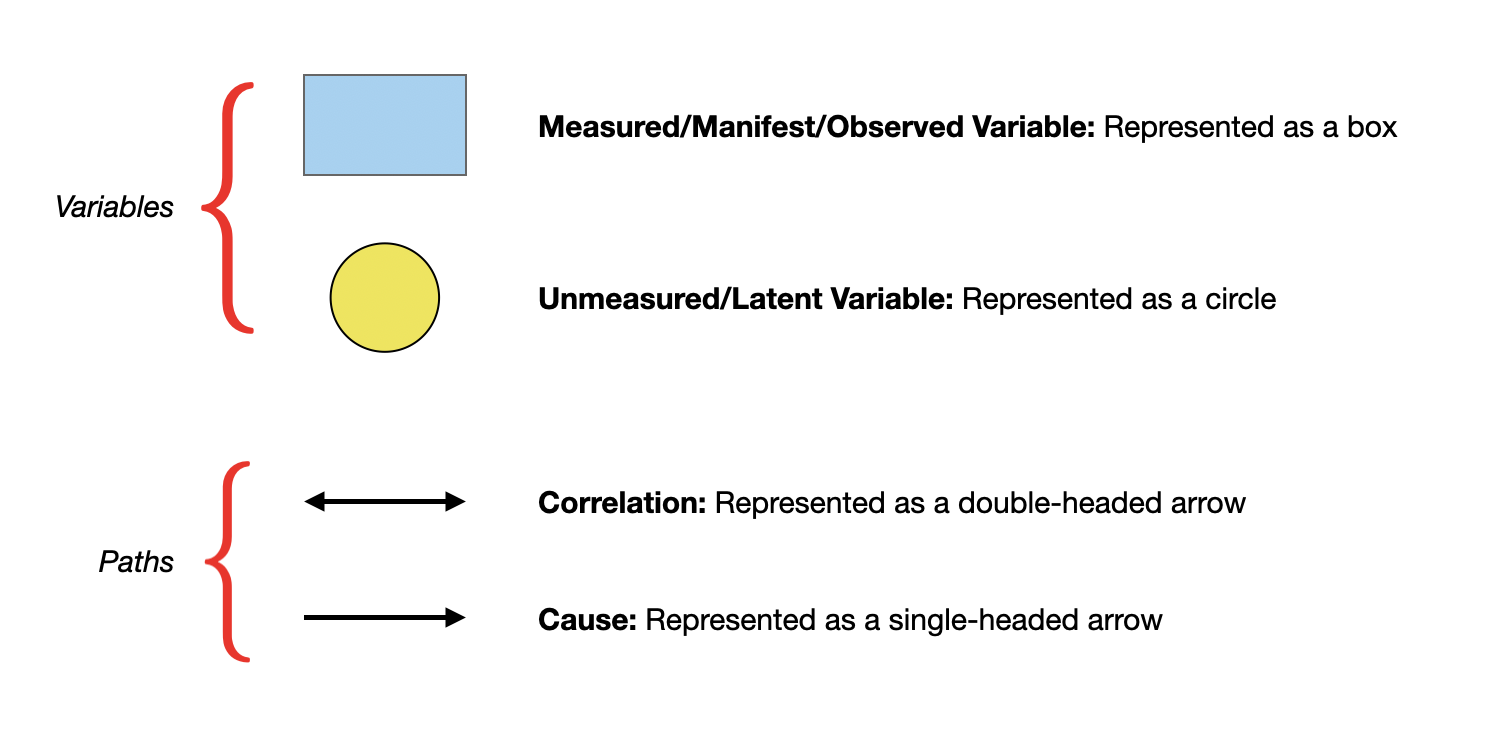 Measured/Manifest/Observed Variable: Represented as a box
Variables
Unmeasured/Latent Variable: Represented as a circle
Correlation: Represented as a double-headed arrow
Paths
Cause: Represented as a single-headed arrow